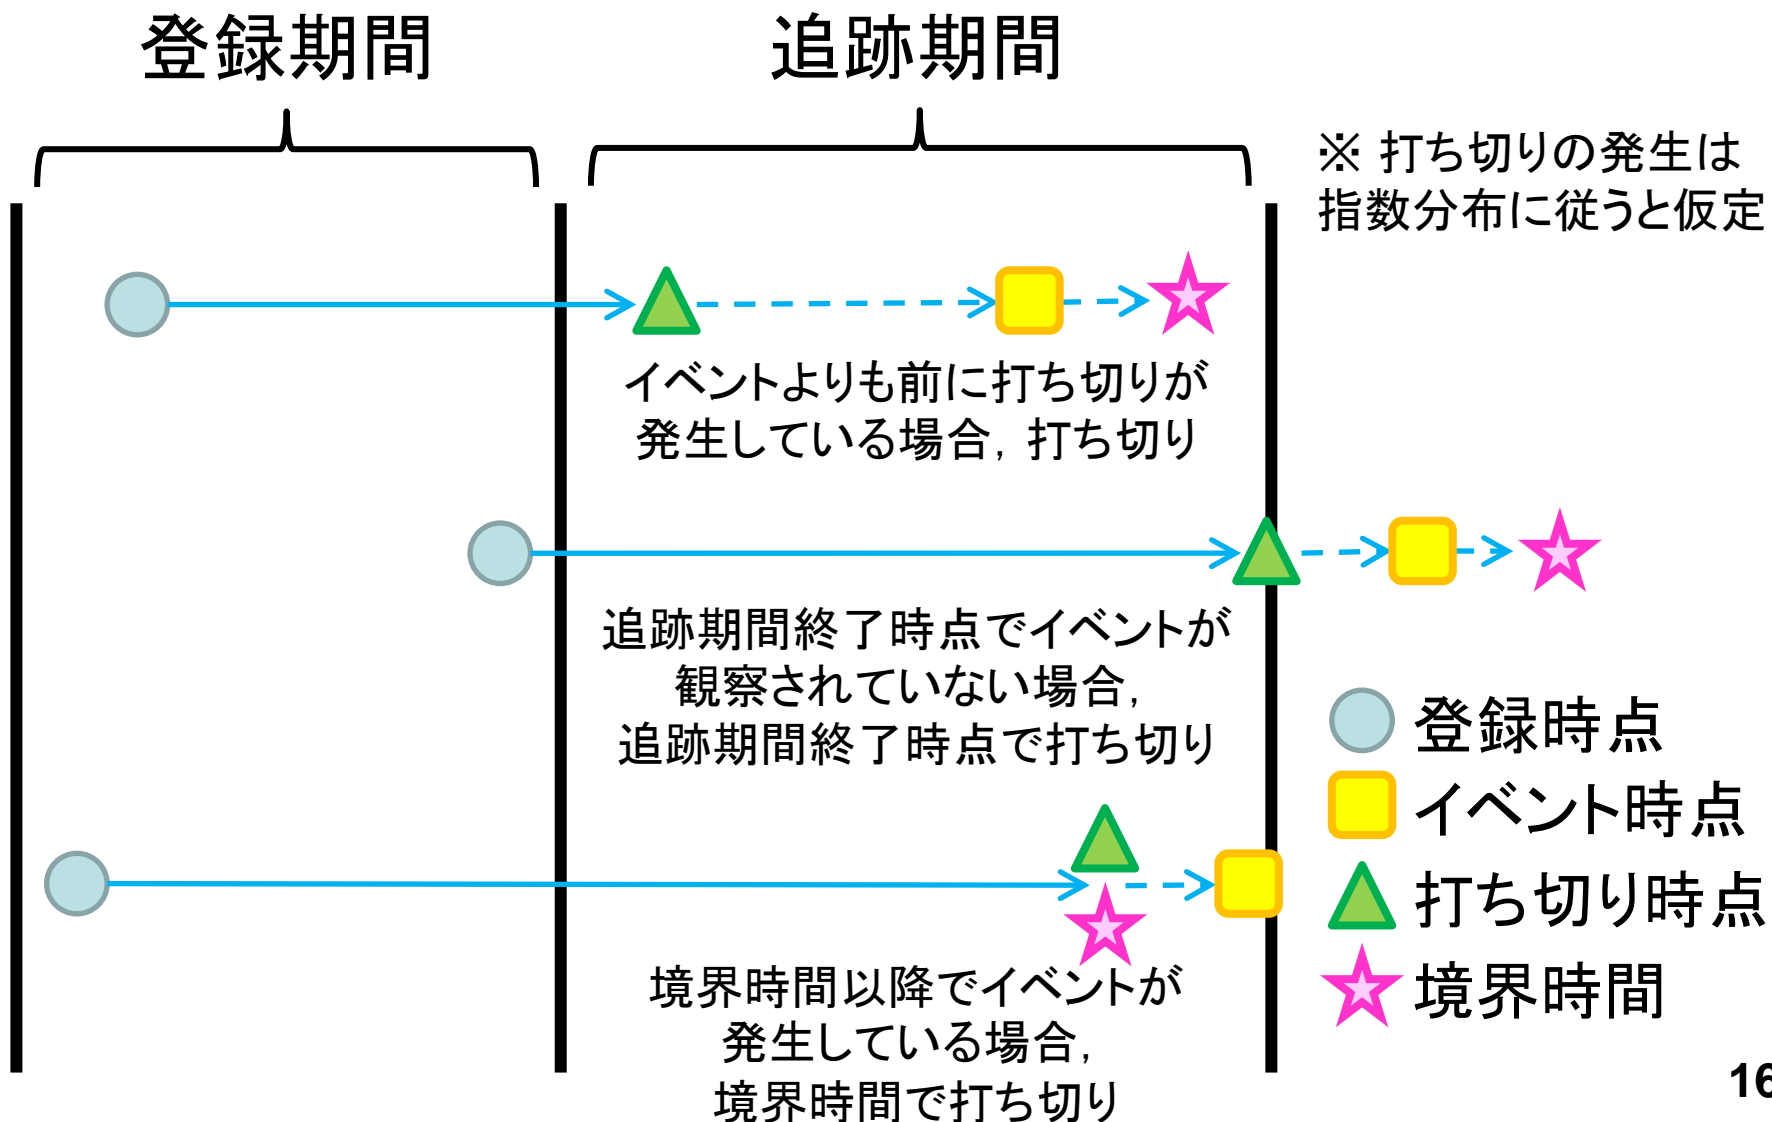 登録期間
追跡期間
※ 打ち切りの発生は
指数分布に従うと仮定
イベントよりも前に打ち切りが
発生している場合, 打ち切り
追跡期間終了時点でイベントが
観察されていない場合,
追跡期間終了時点で打ち切り
境界時間以降でイベントが
発生している場合,
境界時間で打ち切り
登録時点
イベント時点
打ち切り時点
境界時間
16